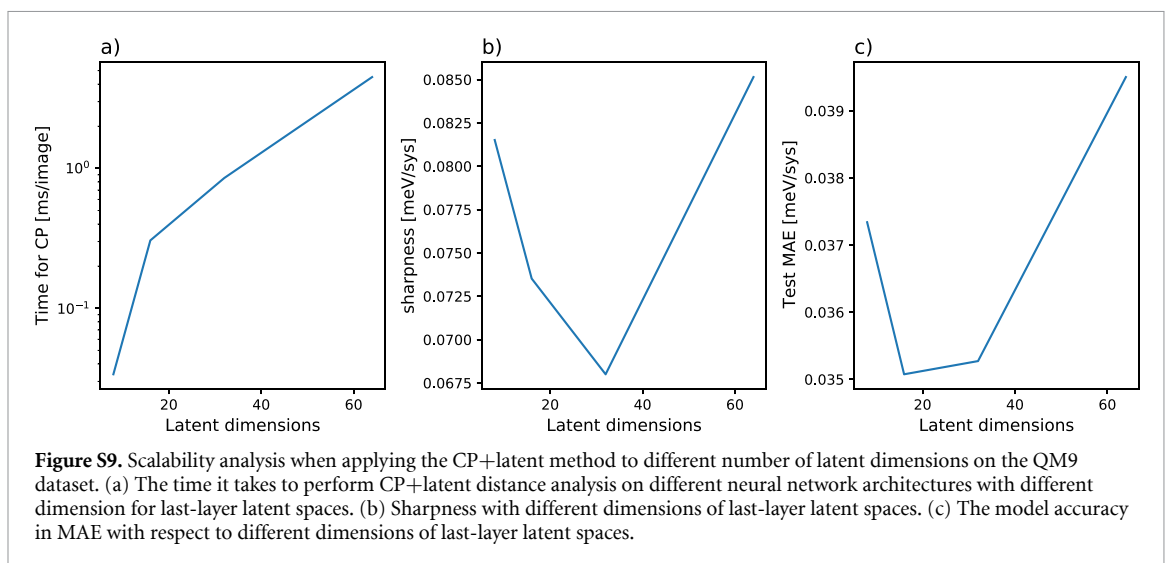 a)
Time for CP [ms/image]
10⁰
10⁻¹
20 40 60
Latent dimensions
b)
sharpness [meV/sys]
0.0850
0.0825
0.0800
0.0775
0.0750
0.0725
0.0700
0.0675
20 40 60
Latent dimensions
c)
Test MAE [meV/sys]
0.039
0.038
0.037
0.036
0.035
20 40 60
Latent dimensions
Figure S9. Scalability analysis when applying the CP+latent method to different number of latent dimensions on the QM9
dataset. (a) The time it takes to perform CP+latent distance analysis on different neural network architectures with different
dimension for last-layer latent spaces. (b) Sharpness with different dimensions of last-layer latent spaces. (c) The model accuracy
in MAE with respect to different dimensions of last-layer latent spaces.